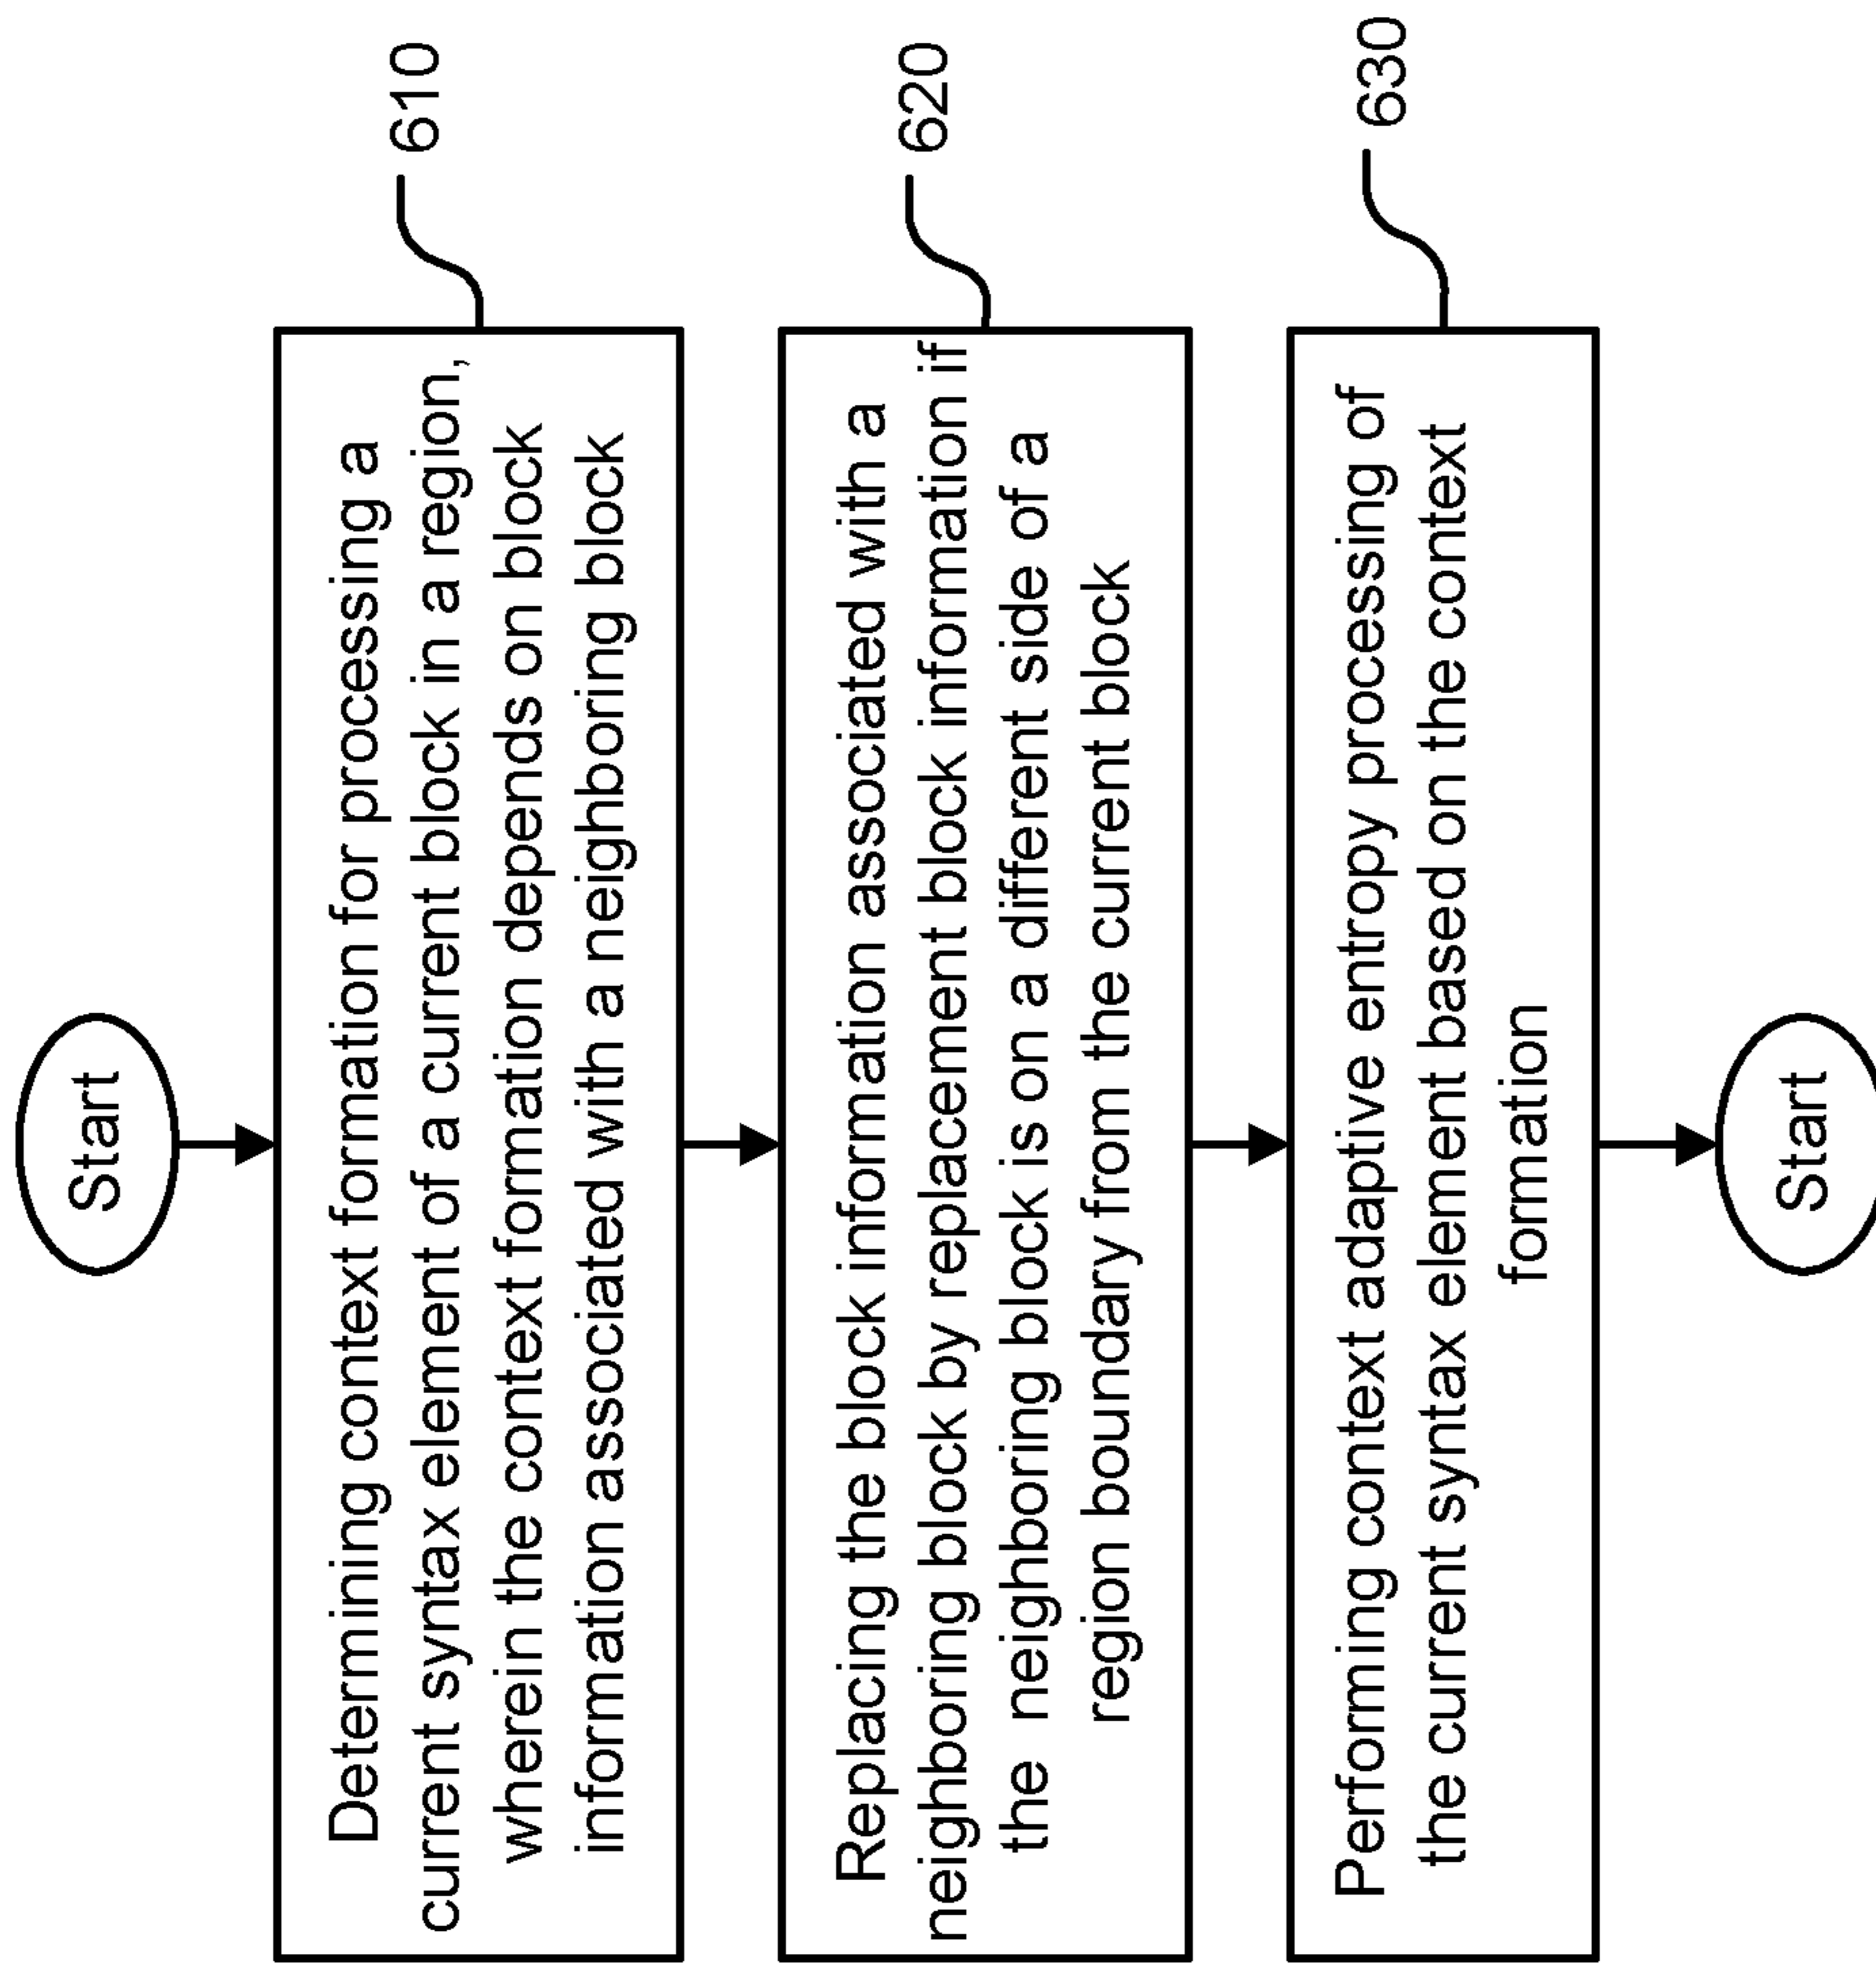 Start
Determining context formation for processing a
current syntax element of a current block in a region,
wherein the context formation depends on block
information associated with a neighboring block
610
Replacing the block information associated with a
neighboring block by replacement block information if
the neighboring block is on a different side of a
region boundary from the current block
620
Performing context adaptive entropy processing of
the current syntax element based on the context
formation
630
Start